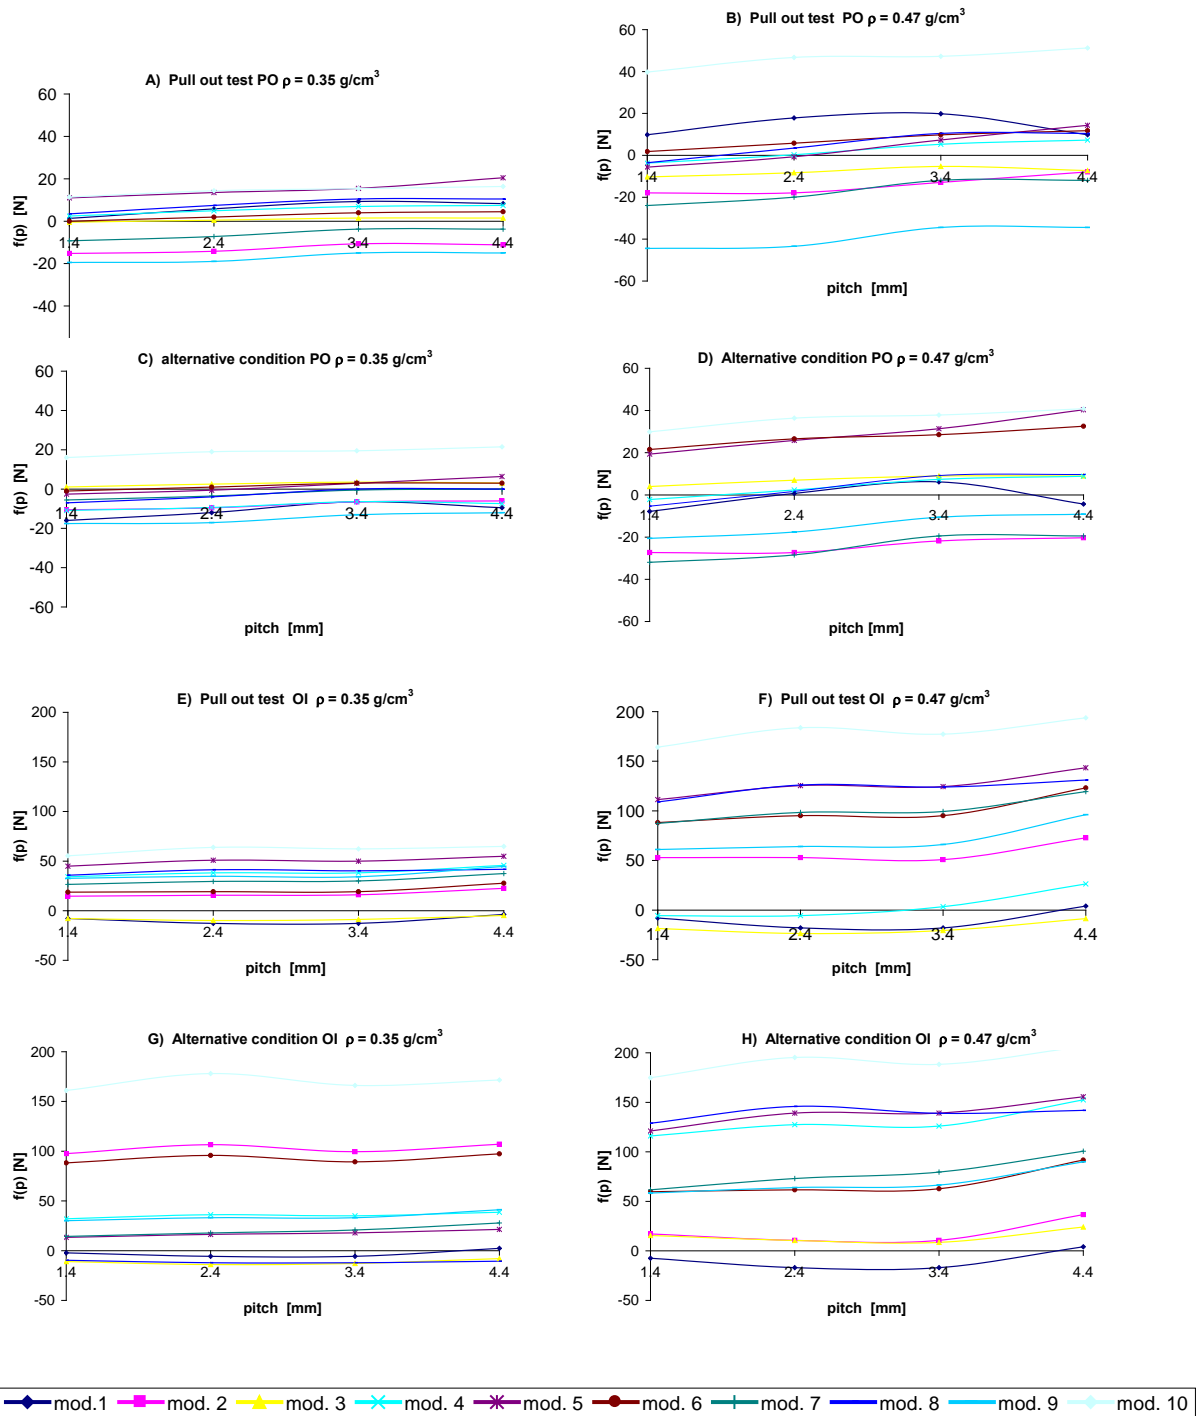 A) Pull out test PO ρ = 0.35 g/cm³
60
40
20
0
-20
-40
f(p) [N]
1.4 2.4 3.4 4.4
B) Pull out test PO ρ = 0.47 g/cm³
60
40
20
0
-20
-40
-60
f(p) [N]
1.4 2.4 3.4 4.4
pitch [mm]
C) alternative condition PO ρ = 0.35 g/cm³
60
40
20
0
-20
-40
-60
f(p) [N]
1.4 2.4 3.4 4.4
pitch [mm]
D) Alternative condition PO ρ = 0.47 g/cm³
60
40
20
0
-20
-40
-60
f(p) [N]
1.4 2.4 3.4 4.4
pitch [mm]
E) Pull out test OI ρ = 0.35 g/cm³
200
150
100
50
0
-50
f(p) [N]
1.4 2.4 3.4 4.4
pitch [mm]
F) Pull out test OI ρ = 0.47 g/cm³
200
150
100
50
0
-50
f(p) [N]
1.4 2.4 3.4 4.4
pitch [mm]
G) Alternative condition OI ρ = 0.35 g/cm³
200
150
100
50
0
-50
f(p) [N]
1.4 2.4 3.4 4.4
pitch [mm]
H) Alternative condition OI ρ = 0.47 g/cm³
200
150
100
50
0
-50
f(p) [N]
1.4 2.4 3.4 4.4
pitch [mm]
mod.1 mod. 2 mod. 3 mod. 4 mod. 5 mod. 6 mod. 7 mod. 8 mod. 9 mod. 10